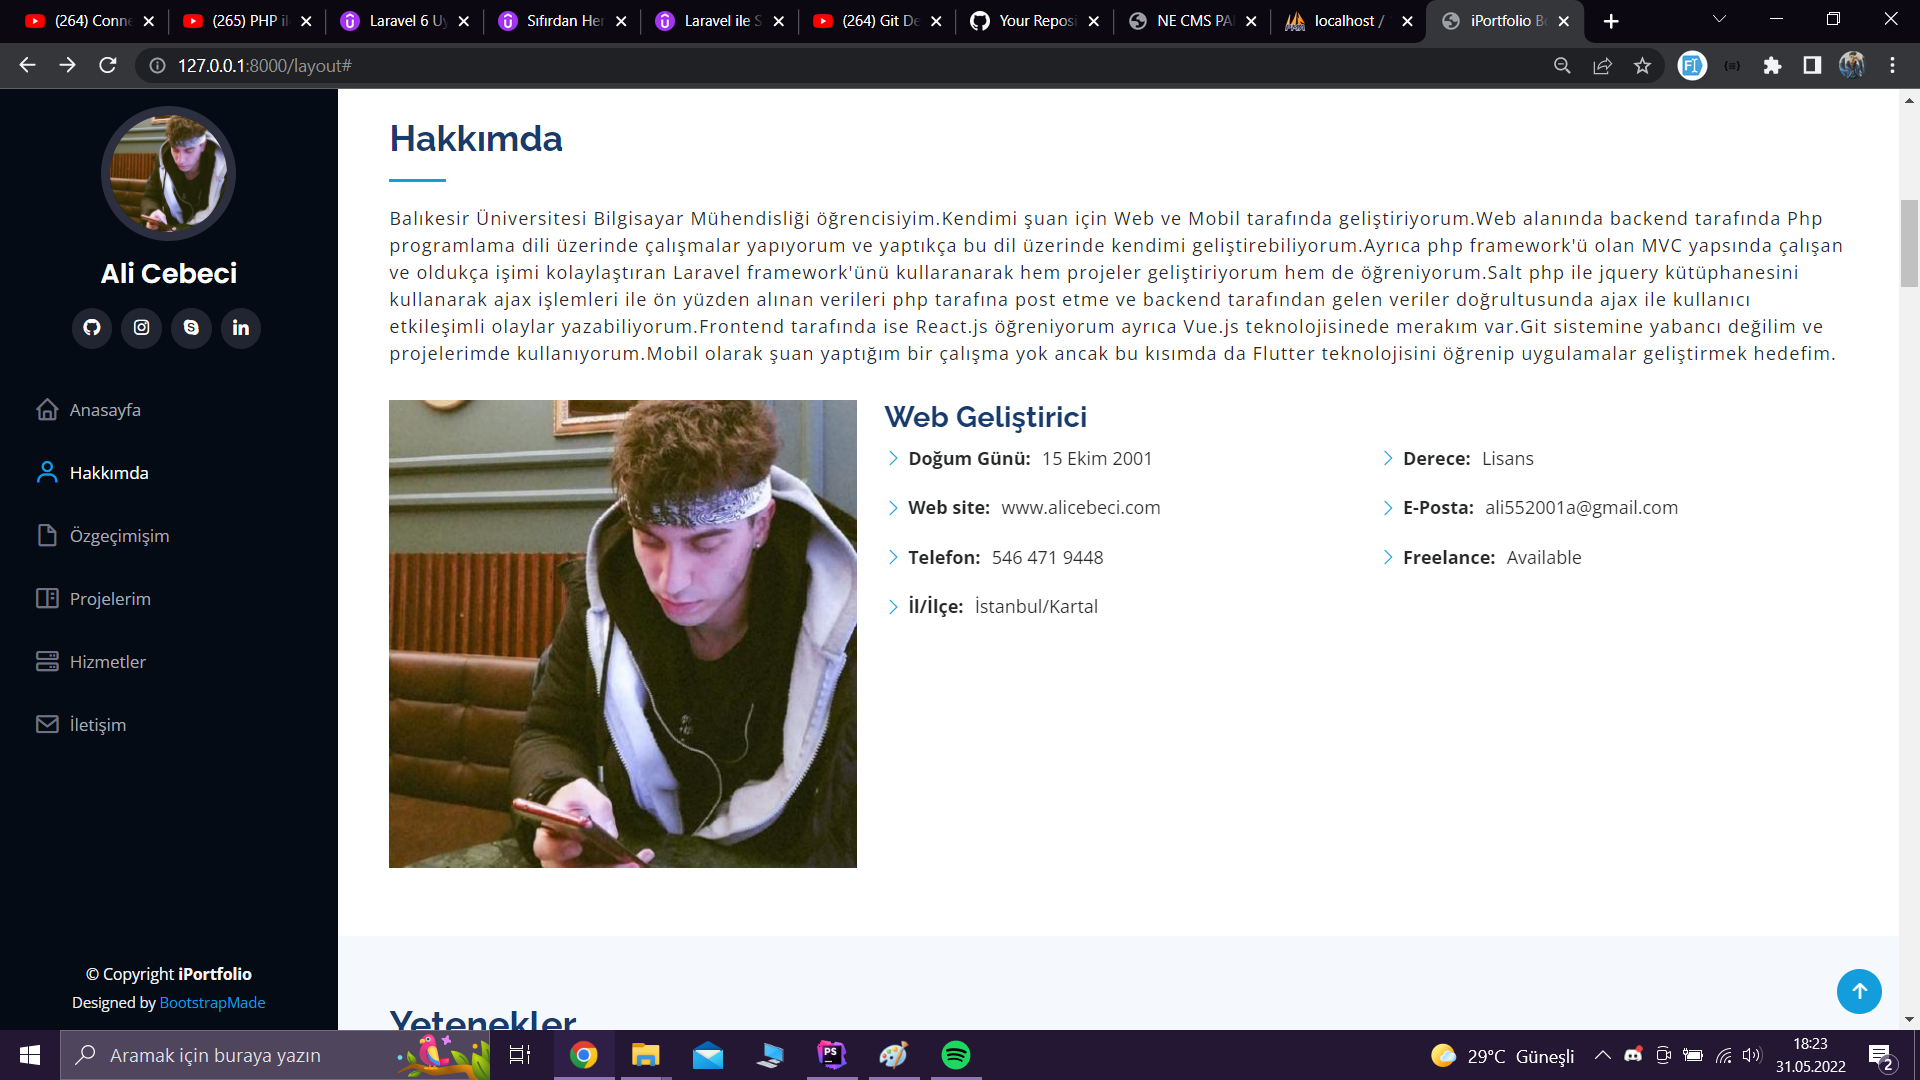 (264) Conne
(265) PHP il
Laravel 6 Uy
Sıfırdan Her
Laravel ile S
(264) Git De
Your Reposi
NE CMS PAI
localhost /
iPortfolio Bo
127.0.0.1:8000/layout#
Ali Cebeci
Anasayfa
Hakkımda
Özgeçimişim
Projelerim
Hizmetler
İletişim
© Copyright iPortfolio
Designed by BootstrapMade
Hakkımda
Balıkesir Üniversitesi Bilgisayar Mühendisliği öğrencisiyim.Kendimi şuan için Web ve Mobil tarafında geliştiriyorum.Web alanında backend tarafında Php
programlama dili üzerinde çalışmalar yapıyorum ve yaptıkça bu dil üzerinde kendimi geliştirebiliyorum.Ayrıca php framework'ü olan MVC yapsında çalışan
ve oldukça işimi kolaylaştıran Laravel framework'ünü kullaranarak hem projeler geliştiriyorum hem de öğreniyorum.Salt php ile jquery kütüphanesini
kullanarak ajax işlemleri ile ön yüzden alınan verileri php tarafına post etme ve backend tarafından gelen veriler doğrultusunda ajax ile kullanıcı
etkileşimli olaylar yazabiliyorum.Frontend tarafında ise React.js öğreniyorum ayrıca Vue.js teknolojisinede merakım var.Git sistemine yabancı değilim ve
projelerimde kullanıyorum.Mobil olarak şuan yaptığım bir çalışma yok ancak bu kısımda da Flutter teknolojisini öğrenip uygulamalar geliştirmek hedefim.
Web Geliştirici
Doğum Günü: 15 Ekim 2001
Derece: Lisans
Web site: www.alicebeci.com
E-Posta: ali552001a@gmail.com
Telefon: 546 471 9448
Freelance: Available
İl/İlçe: İstanbul/Kartal
Yetenekler
Aramak için buraya yazın
PS
29°C Güneşli
18:23
31.05.2022
2